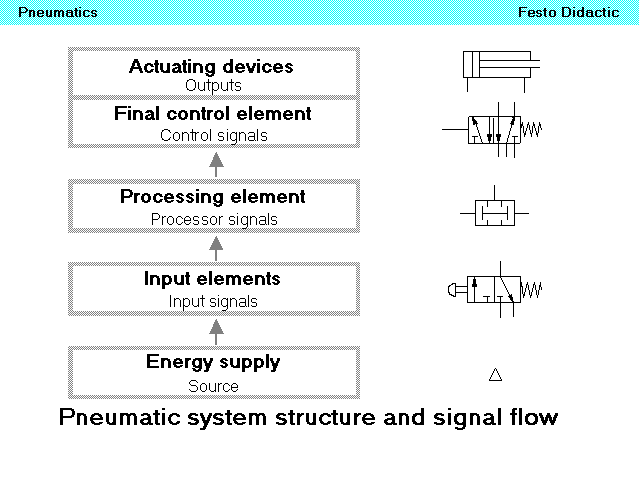 Pneumatics
Festo Didactic
Actuating devices
Outputs
Final control element
Control signals
Processing element
Processor signals
Input elements
Input signals
Energy supply
Source
Pneumatic system structure and signal flow